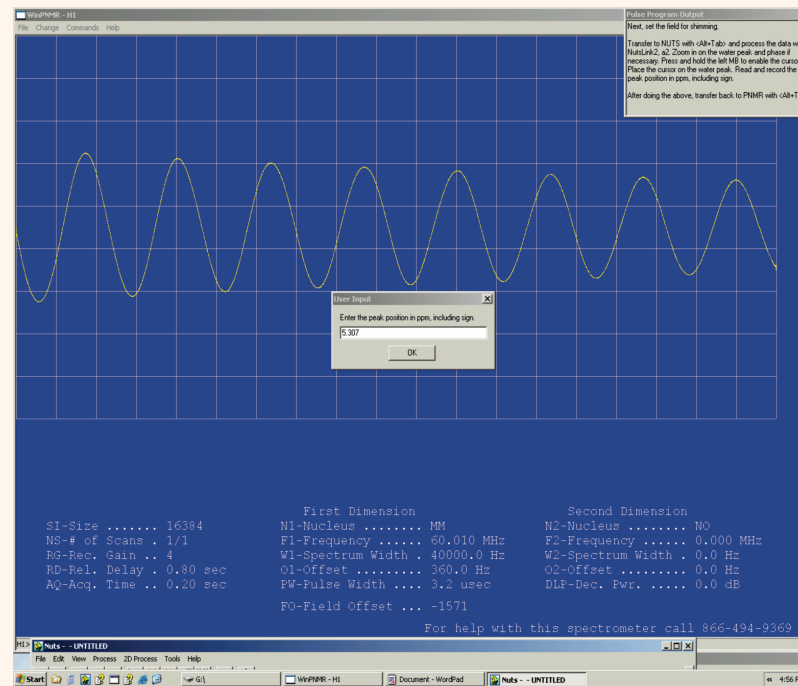 WinPNMR - H1
File Change Commands Help
Pulse Program Output
Next, set the field for shimming.
Transfer to NUTS with <Alt+Tab> and process the data w
NutsLink2, a2. Zoom in on the water peak and phase if
necessary. Press and hold the left MB to enable the curso
Place the cursor on the water peak. Read and record the
peak position in ppm, including sign.
After doing the above, transfer back to PNMR with <Alt+T
User Input
Enter the peak position in ppm, including sign.
5.307
OK
First Dimension Second Dimension
SI-Size ....... 16384 N1-Nucleus ........ MM N2-Nucleus ........ NO
NS-# of Scans . 1/1 F1-Frequency ...... 60.010 MHz F2-Frequency ...... 0.000 MHz
RG-Rec. Gain .. 4 W1-Spectrum Width . 40000.0 Hz W2-Spectrum Width . 0.0 Hz
RD-Rel. Delay . 0.80 sec O1-Offset ......... 360.0 Hz O2-Offset ......... 0.0 Hz
AQ-Acq. Time .. 0.20 sec PW-Pulse Width .... 3.2 usec DLP-Dec. Pwr. ..... 0.0 dB
FO-Field Offset ... -1571
For help with this spectrometer call 866-494-9369
H1>
Nuts - - UNTITLED
File Edit View Process 2D Process Tools Help
Start G:\ WinPNMR - H1 Document - WordPad Nuts - - UNTITLED « 4:56 P